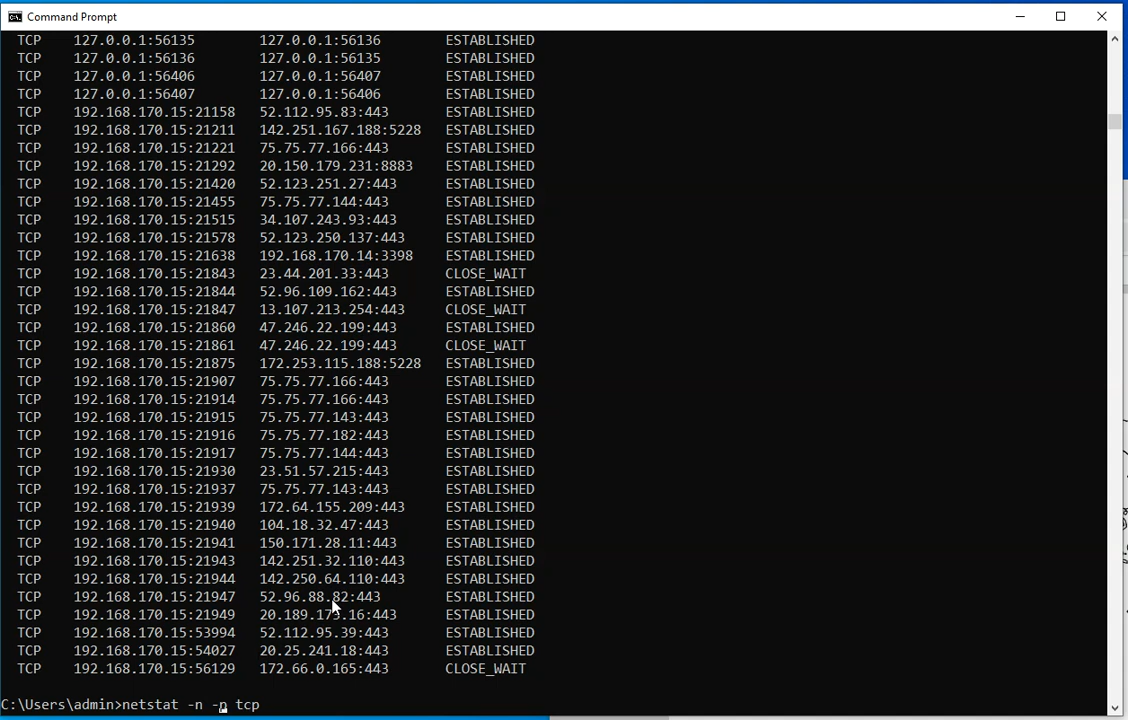 Command Prompt
TCP 127.0.0.1:56135 127.0.0.1:56136 ESTABLISHED
TCP 127.0.0.1:56136 127.0.0.1:56135 ESTABLISHED
TCP 127.0.0.1:56406 127.0.0.1:56407 ESTABLISHED
TCP 127.0.0.1:56407 127.0.0.1:56406 ESTABLISHED
TCP 192.168.170.15:21158 52.112.95.83:443 ESTABLISHED
TCP 192.168.170.15:21211 142.251.167.188:5228 ESTABLISHED
TCP 192.168.170.15:21221 75.75.77.166:443 ESTABLISHED
TCP 192.168.170.15:21292 20.150.179.231:8883 ESTABLISHED
TCP 192.168.170.15:21420 52.123.251.27:443 ESTABLISHED
TCP 192.168.170.15:21455 75.75.77.144:443 ESTABLISHED
TCP 192.168.170.15:21515 34.107.243.93:443 ESTABLISHED
TCP 192.168.170.15:21578 52.123.250.137:443 ESTABLISHED
TCP 192.168.170.15:21638 192.168.170.14:3398 ESTABLISHED
TCP 192.168.170.15:21843 23.44.201.33:443 CLOSE_WAIT
TCP 192.168.170.15:21844 52.96.109.162:443 ESTABLISHED
TCP 192.168.170.15:21847 13.107.213.254:443 CLOSE_WAIT
TCP 192.168.170.15:21860 47.246.22.199:443 ESTABLISHED
TCP 192.168.170.15:21861 47.246.22.199:443 CLOSE_WAIT
TCP 192.168.170.15:21875 172.253.115.188:5228 ESTABLISHED
TCP 192.168.170.15:21907 75.75.77.166:443 ESTABLISHED
TCP 192.168.170.15:21914 75.75.77.166:443 ESTABLISHED
TCP 192.168.170.15:21915 75.75.77.143:443 ESTABLISHED
TCP 192.168.170.15:21916 75.75.77.182:443 ESTABLISHED
TCP 192.168.170.15:21917 75.75.77.144:443 ESTABLISHED
TCP 192.168.170.15:21930 23.51.57.215:443 ESTABLISHED
TCP 192.168.170.15:21937 75.75.77.143:443 ESTABLISHED
TCP 192.168.170.15:21939 172.64.155.209:443 ESTABLISHED
TCP 192.168.170.15:21940 104.18.32.47:443 ESTABLISHED
TCP 192.168.170.15:21941 150.171.28.11:443 ESTABLISHED
TCP 192.168.170.15:21943 142.251.32.110:443 ESTABLISHED
TCP 192.168.170.15:21944 142.250.64.110:443 ESTABLISHED
TCP 192.168.170.15:21947 52.96.88.82:443 ESTABLISHED
TCP 192.168.170.15:21949 20.189.173.16:443 ESTABLISHED
TCP 192.168.170.15:53994 52.112.95.39:443 ESTABLISHED
TCP 192.168.170.15:54027 20.25.241.18:443 ESTABLISHED
TCP 192.168.170.15:56129 172.66.0.165:443 CLOSE_WAIT
C:\Users\admin>netstat -n -n tcp